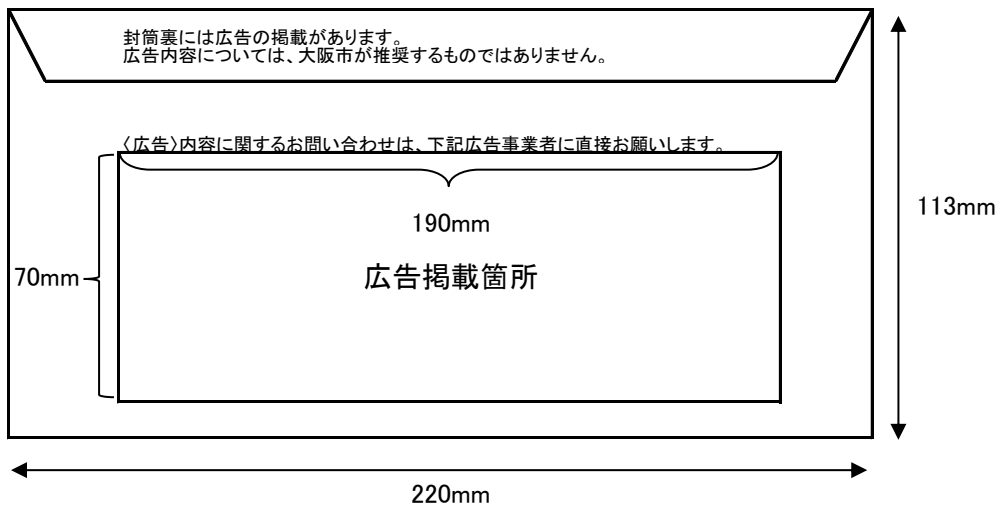 封筒裏には広告の掲載があります。
広告内容については、大阪市が推奨するものではありません。
〈広告〉内容に関するお問い合わせは、下記広告事業者に直接お願いします。
190mm
113mm
70mm
広告掲載箇所
220mm